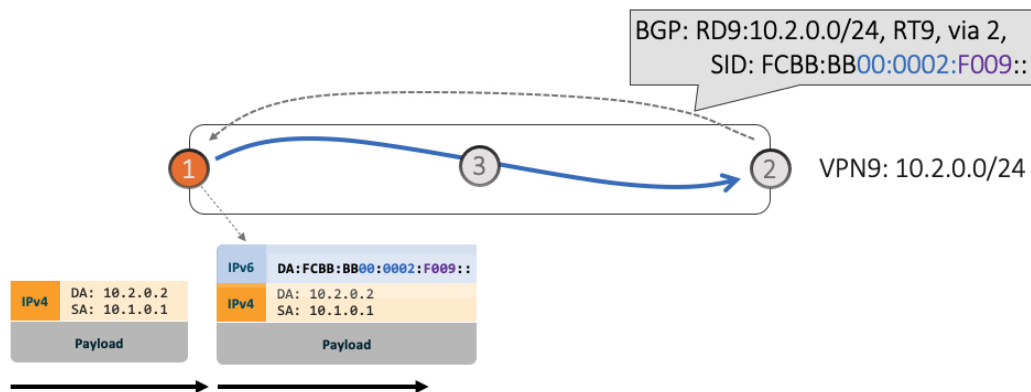 BGP: RD9:10.2.0.0/24, RT9, via 2,
SID: FCBB:BB00:0002:F009::
1
3
2
VPN9: 10.2.0.0/24
IPv6
DA:FCBB:BB00:0002:F009::
IPv4
DA: 10.2.0.2
SA: 10.1.0.1
Payload
IPv4
DA: 10.2.0.2
SA: 10.1.0.1
Payload